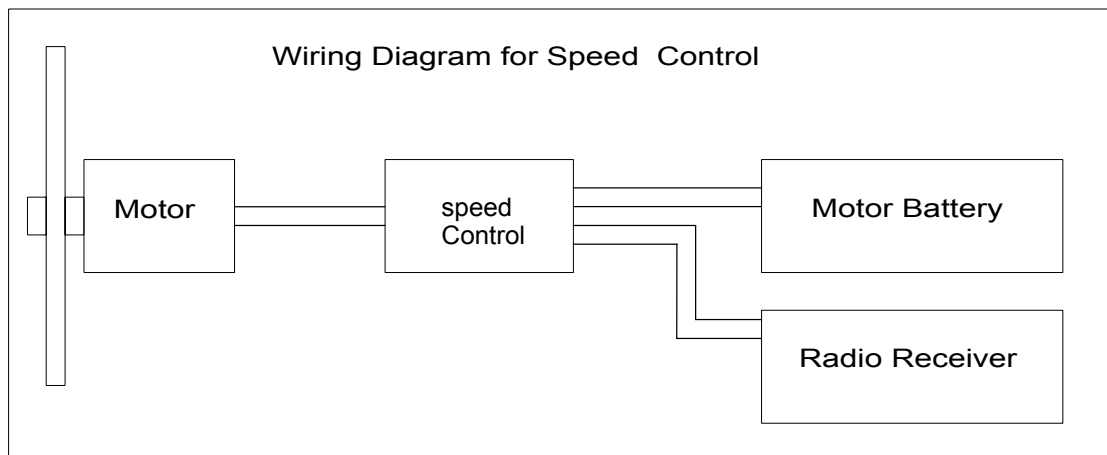 Wiring Diagram for Speed Control
Motor
speed
Control
Motor Battery
Radio Receiver